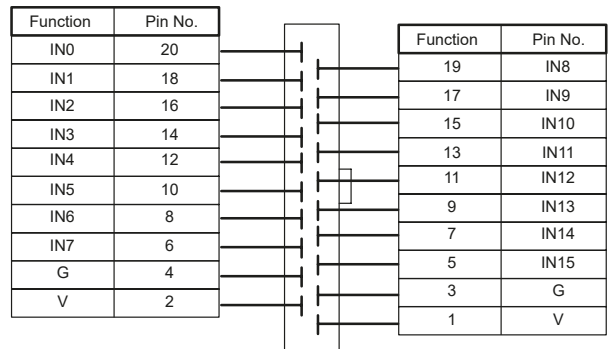 Function Pin No.
IN0 20
IN1 18
IN2 16
IN3 14
IN4 12
IN5 10
IN6 8
IN7 6
G 4
V 2
Function Pin No.
19 IN8
17 IN9
15 IN10
13 IN11
11 IN12
9 IN13
7 IN14
5 IN15
3 G
1 V